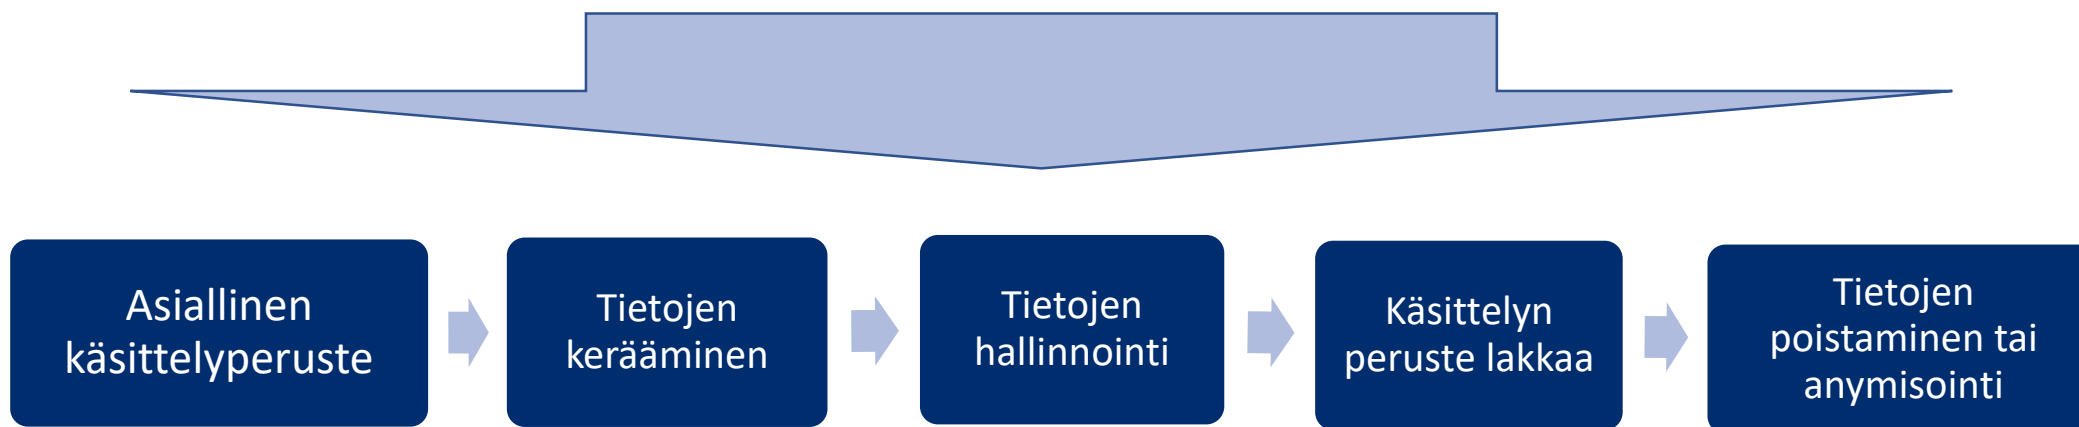 Asiallinen
käsittelyperuste
Tietojen
kerääminen
Tietojen
hallinnointi
Käsittelyn
peruste lakkaa
Tietojen
poistaminen tai
anymisointi